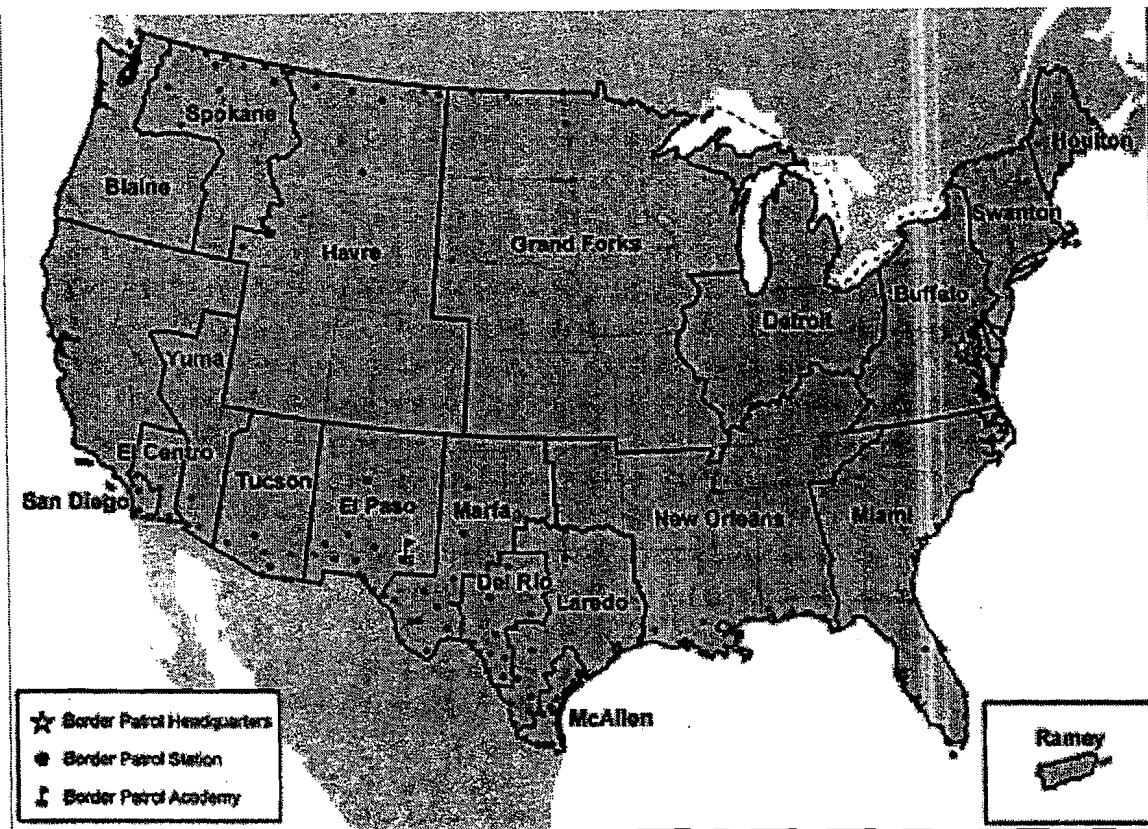 Houlton
Spokane
Blaine
Swanton
Havre
Grand Forks
Buffalo
Detroit
Yuma
El Centro
Tucson
San Diego
El Paso
Marfa
New Orleans
Miami
Del Rio
Laredo
McAllen
Ramey
Border Patrol Headquarters
Border Patrol Station
Border Patrol Academy